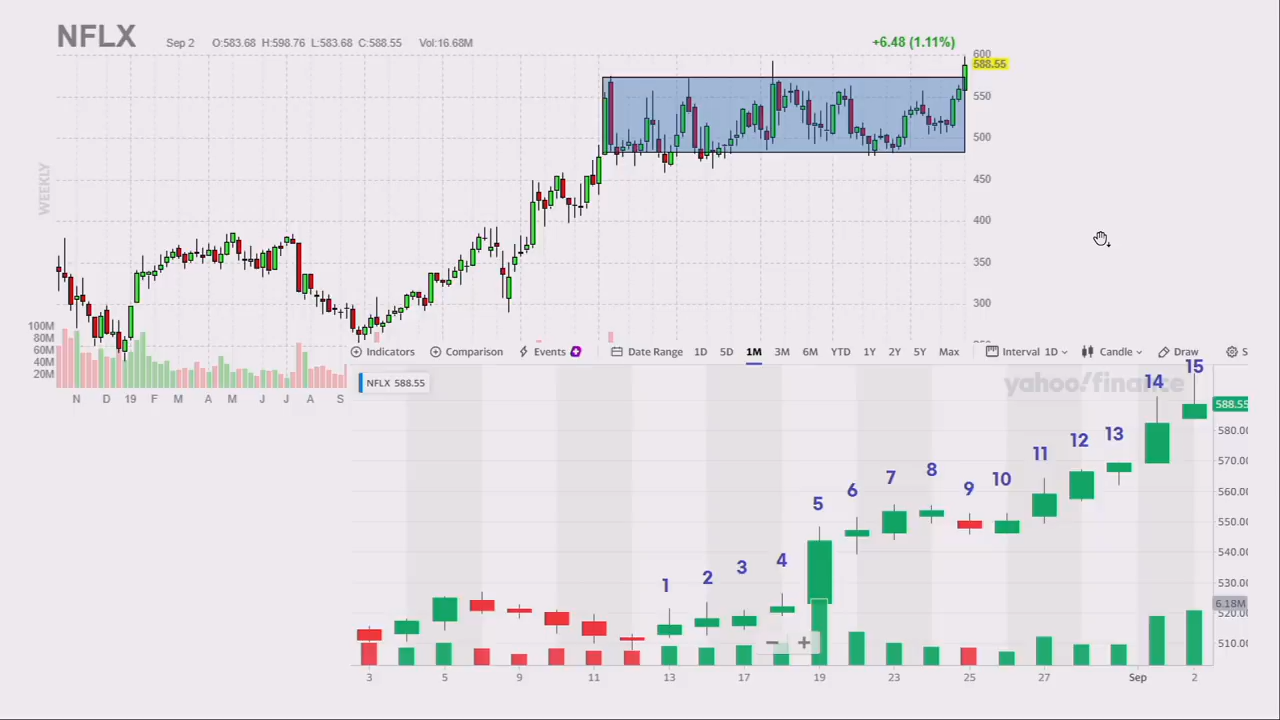 NFLX Sep 2 O:583.68 H:598.76 L:583.68 C:588.55 Vol:16.68M +6.48 (1.11%)
600
588.55
550
500
WEEKLY
450
400
350
300
100M
80M
60M
40M
20M
N D 19 F M A M J J A S
Indicators Comparison Events Date Range 1D 5D 1M 3M 6M YTD 1Y 2Y 5Y Max Interval 1D Candle Draw S
yahoo!finance
NFLX 588.55
588.55
580.00
570.00
560.00
550.00
540.00
530.00
6.18M
520.00
510.00
1 2 3 4 5 6 7 8 9 10 11 12 13 14 15
− +
3 5 9 11 13 17 19 23 25 27 Sep 2